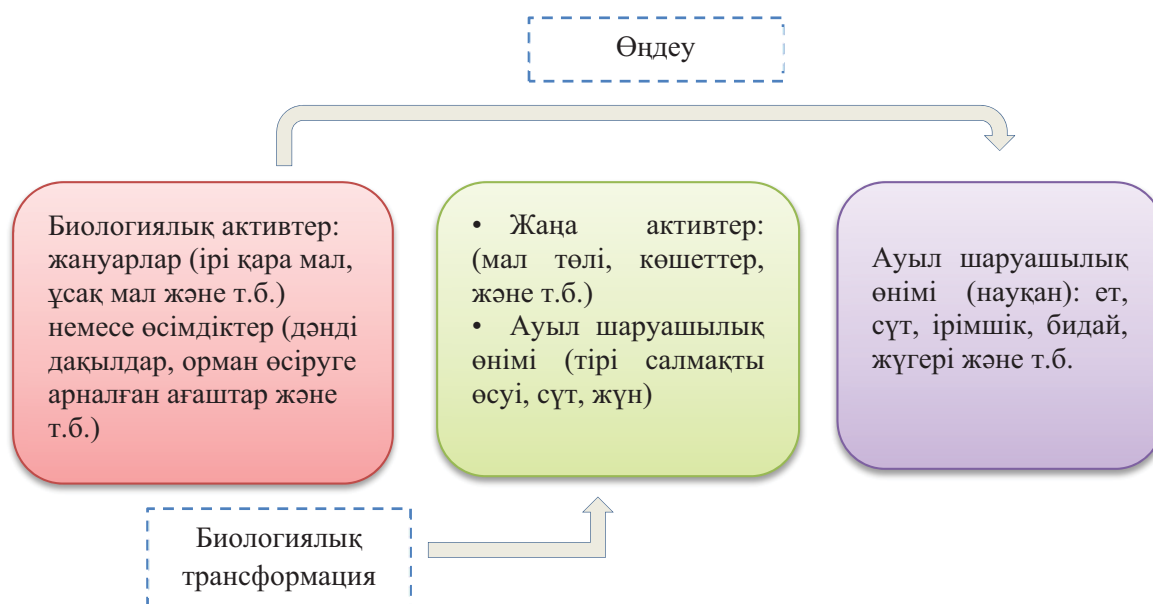 Өңдеу
Биологиялық активтер:
жануарлар (ірі қара мал,
ұсақ мал және т.б.)
немесе өсімдіктер (дәнді
дақылдар, орман өсіруге
арналған ағаштар және
т.б.)
• Жаңа активтер:
(мал төлі, көшеттер,
және т.б.)
• Ауыл шаруашылық
өнімі (тірі салмақты
өсуі, сүт, жүн)
Ауыл шаруашылық
өнімі (науқан): ет,
сүт, ірімшік, бидай,
жүгері және т.б.
Биологиялық
трансформация